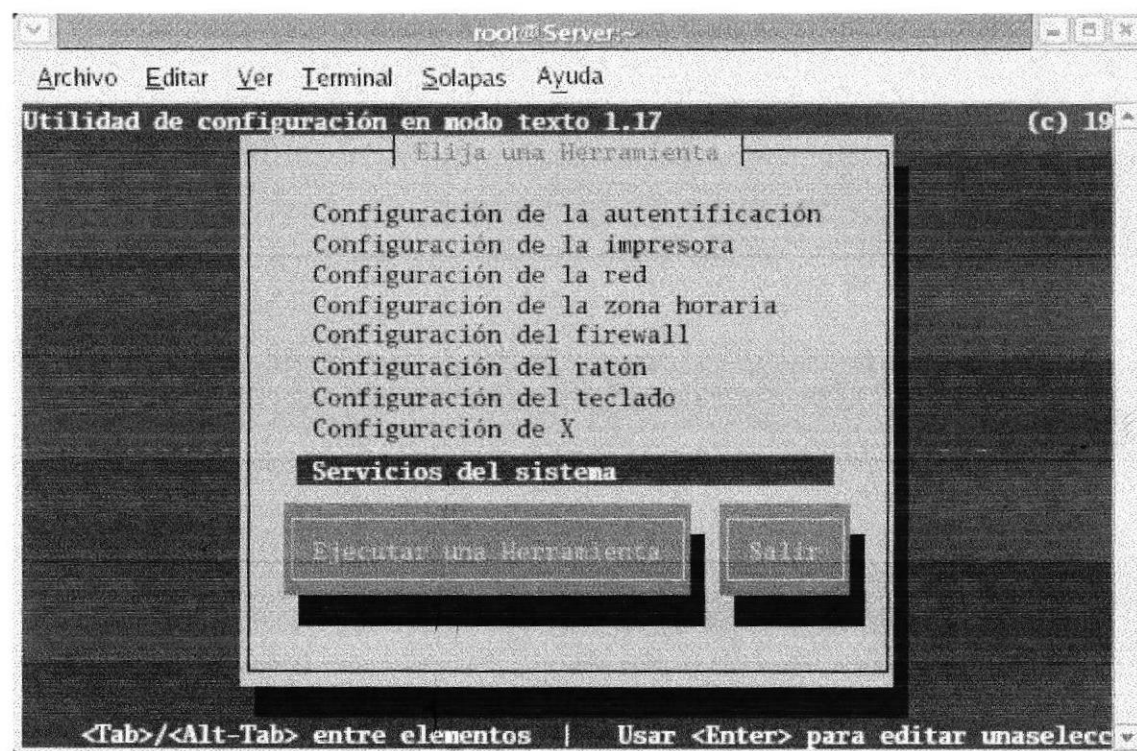 root@Server:~
Archivo Editar Ver Terminal Solapas Ayuda
Utilidad de configuración en modo texto 1.17 (c) 19
Elija una Herramienta
Configuración de la autentificación
Configuración de la impresora
Configuración de la red
Configuración de la zona horaria
Configuración del firewall
Configuración del ratón
Configuración del teclado
Configuración de X
Servicios del sistema
Ejecutar una Herramienta Salir
<Tab>/<Alt-Tab> entre elementos | Usar <Enter> para editar unaselecc